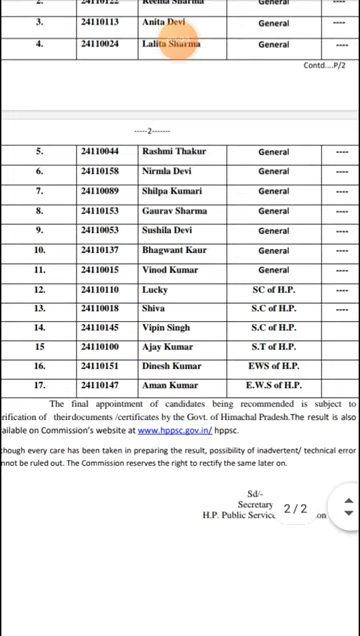 2. 24110122 Reema Sharma General ----
3. 24110113 Anita Devi General ----
4. 24110024 Lalita Sharma General ----
Contd....P/2
-----2-------
5. 24110044 Rashmi Thakur General ----
6. 24110158 Nirmla Devi General ----
7. 24110089 Shilpa Kumari General ----
8. 24110153 Gaurav Sharma General ----
9. 24110053 Sushila Devi General ----
10. 24110137 Bhagwant Kaur General ----
11. 24110015 Vinod Kumar General ----
12. 24110110 Lucky SC of H.P. ----
13. 24110018 Shiva S.C of H.P. ----
14. 24110145 Vipin Singh S.C of H.P.
15 24110100 Ajay Kumar S.T of H.P.
16. 24110151 Dinesh Kumar EWS of H.P.
17. 24110147 Aman Kumar E.W.S of H.P.
The final appointment of candidates being recommended is subject to
rification of theirdocuments /certificates by the Govt. of Himachal Pradesh.The result is also
ailable on Commission's website at www.hppsc.gov.in/ hppsc.
though every care has been taken in preparing the result, possibility of inadvertent/ technical error
nnot be ruled out. The Commission reserves the right to rectify the same later on.
Sd/-
Secretary
H.P. Public Servic on
2 / 2